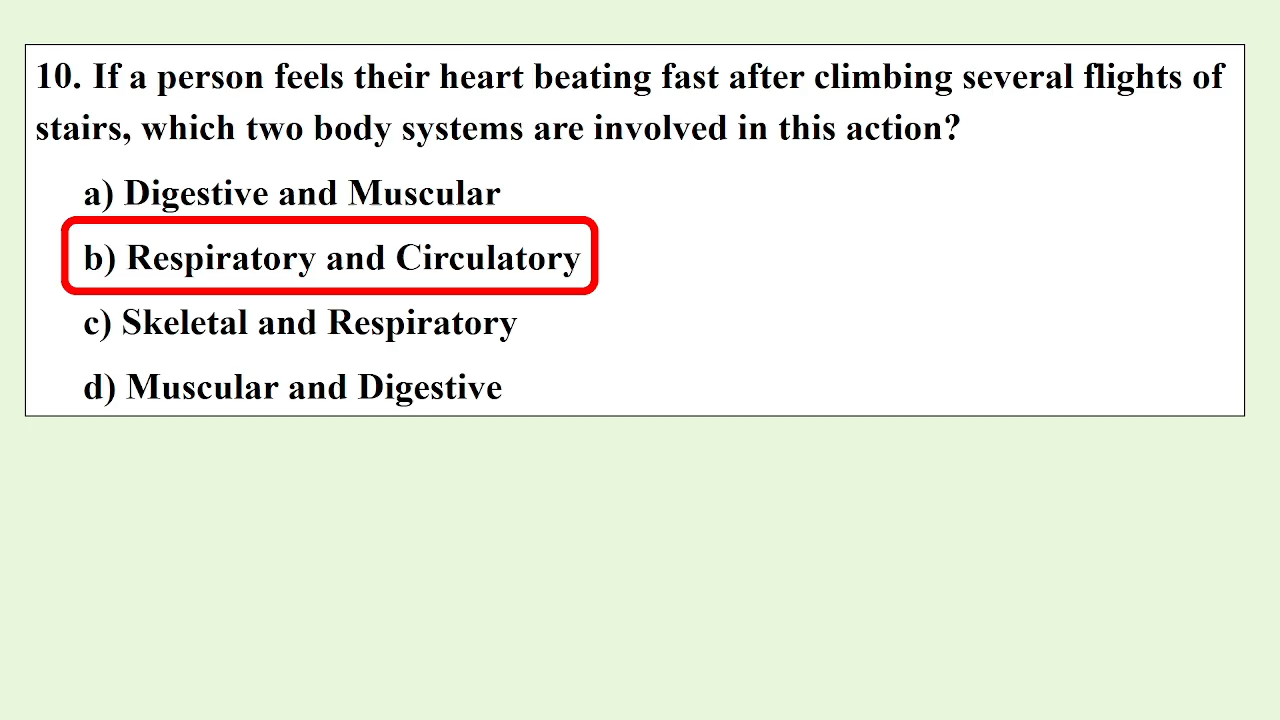 10. If a person feels their heart beating fast after climbing several flights of
stairs, which two body systems are involved in this action?
a) Digestive and Muscular
b) Respiratory and Circulatory
c) Skeletal and Respiratory
d) Muscular and Digestive